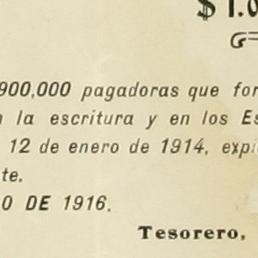 $ 1.0
900,000 pagadoras que for
n la escritura y en los Es
12 de enero de 1914, expi
te.
O DE 1916.
Tesorero,